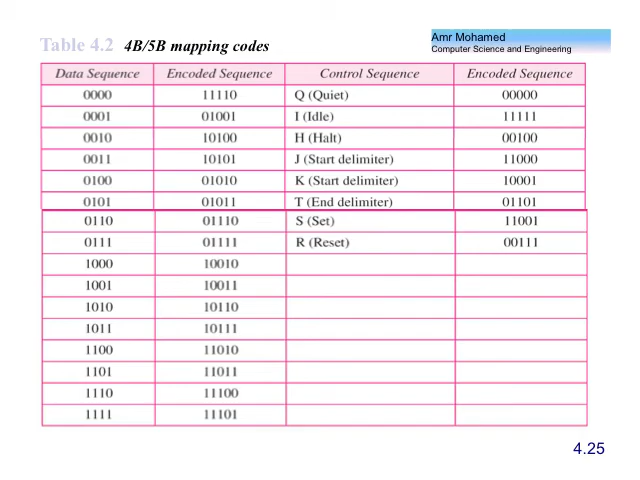 Amr Mohamed
Table 4.2 4B/5B mapping codes
Computer Science and Engineering
Data Sequence Encoded Sequence Control Sequence Encoded Sequence
0000 11110 Q (Quiet) 00000
0001 01001 I (Idle) 11111
0010 10100 H (Halt) 00100
0011 10101 J (Start delimiter) 11000
0100 01010 K (Start delimiter) 10001
0101 01011 T (End delimiter) 01101
0110 01110 S (Set) 11001
0111 01111 R (Reset) 00111
1000 10010
1001 10011
1010 10110
1011 10111
1100 11010
1101 11011
1110 11100
1111 11101
4.25